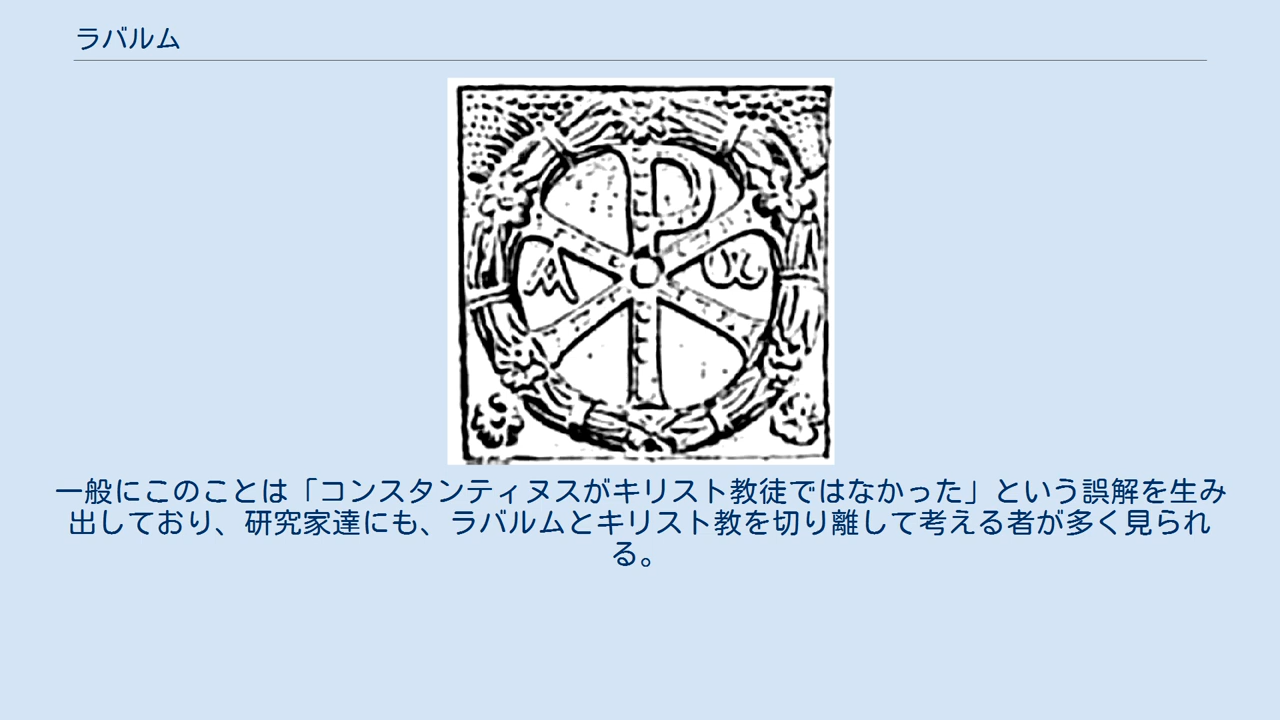 ラバルム
一般にこのことは「コンスタンティヌスがキリスト教徒ではなかった」という誤解を生み
出しており、研究家達にも、ラバルムとキリスト教を切り離して考える者が多く見られ
る。